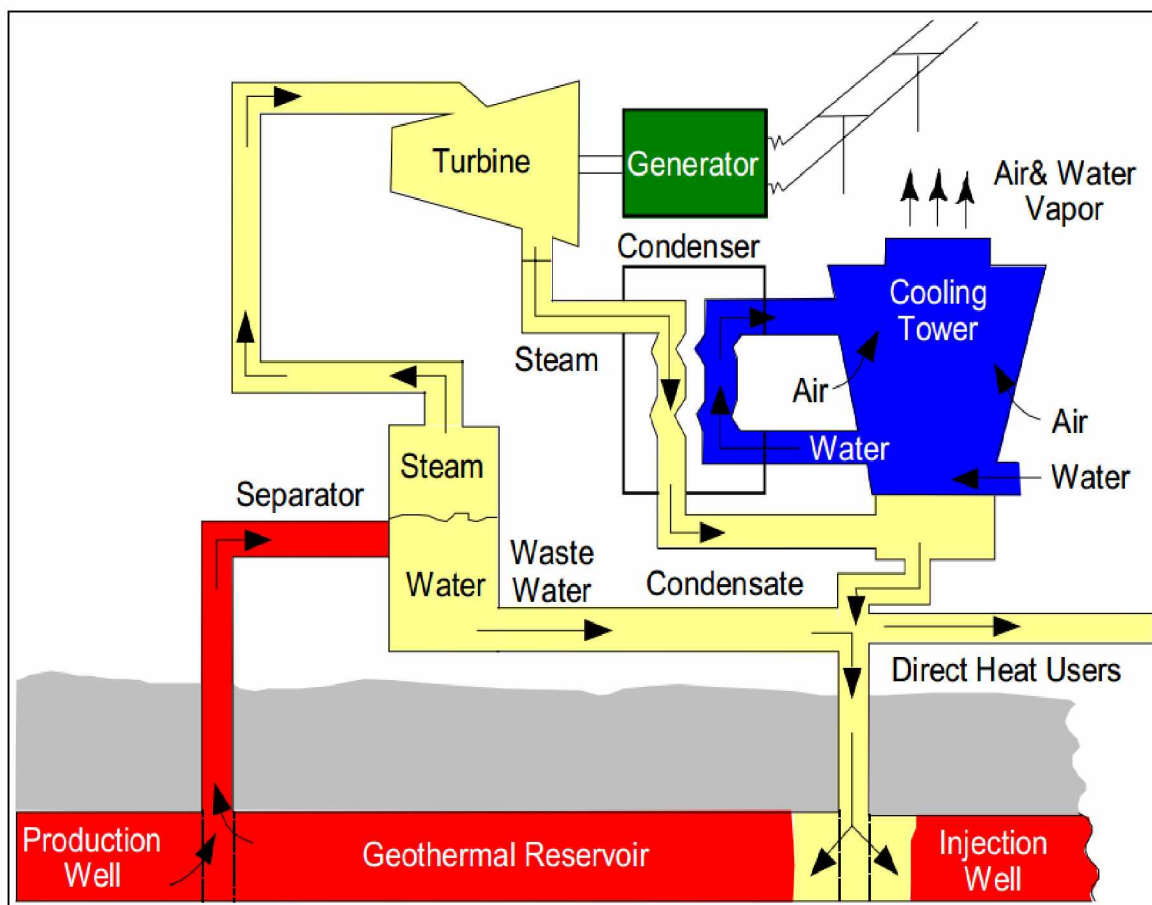 Turbine
Generator
Air& Water
Vapor
Condenser
Cooling
Tower
Steam
Air
Air
Water
Water
Steam
Separator
Water
Waste
Water
Condensate
Direct Heat Users
Production
Well
Geothermal Reservoir
Injection
Well